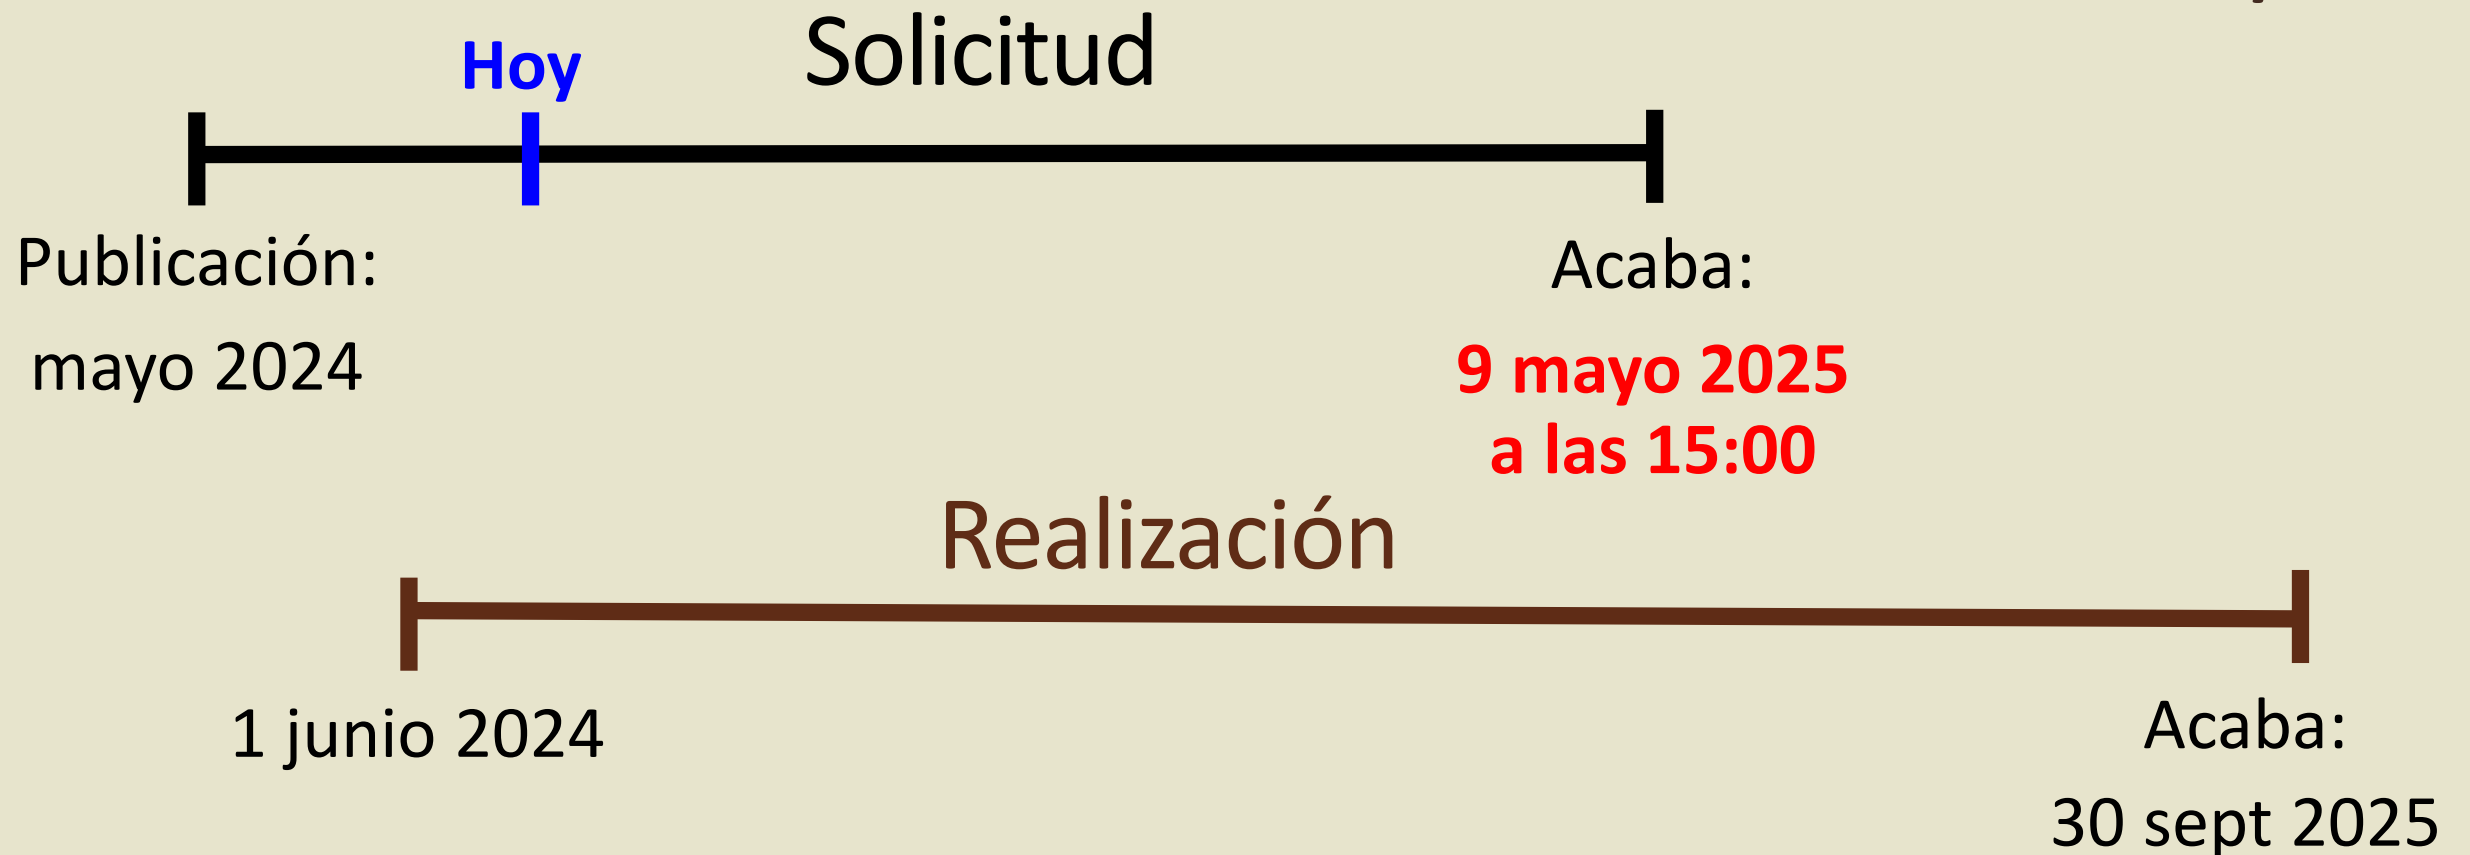 Solicitud
Hoy
Publicación:
mayo 2024
Acaba:
9 mayo 2025
a las 15:00
Realización
1 junio 2024
Acaba:
30 sept 2025